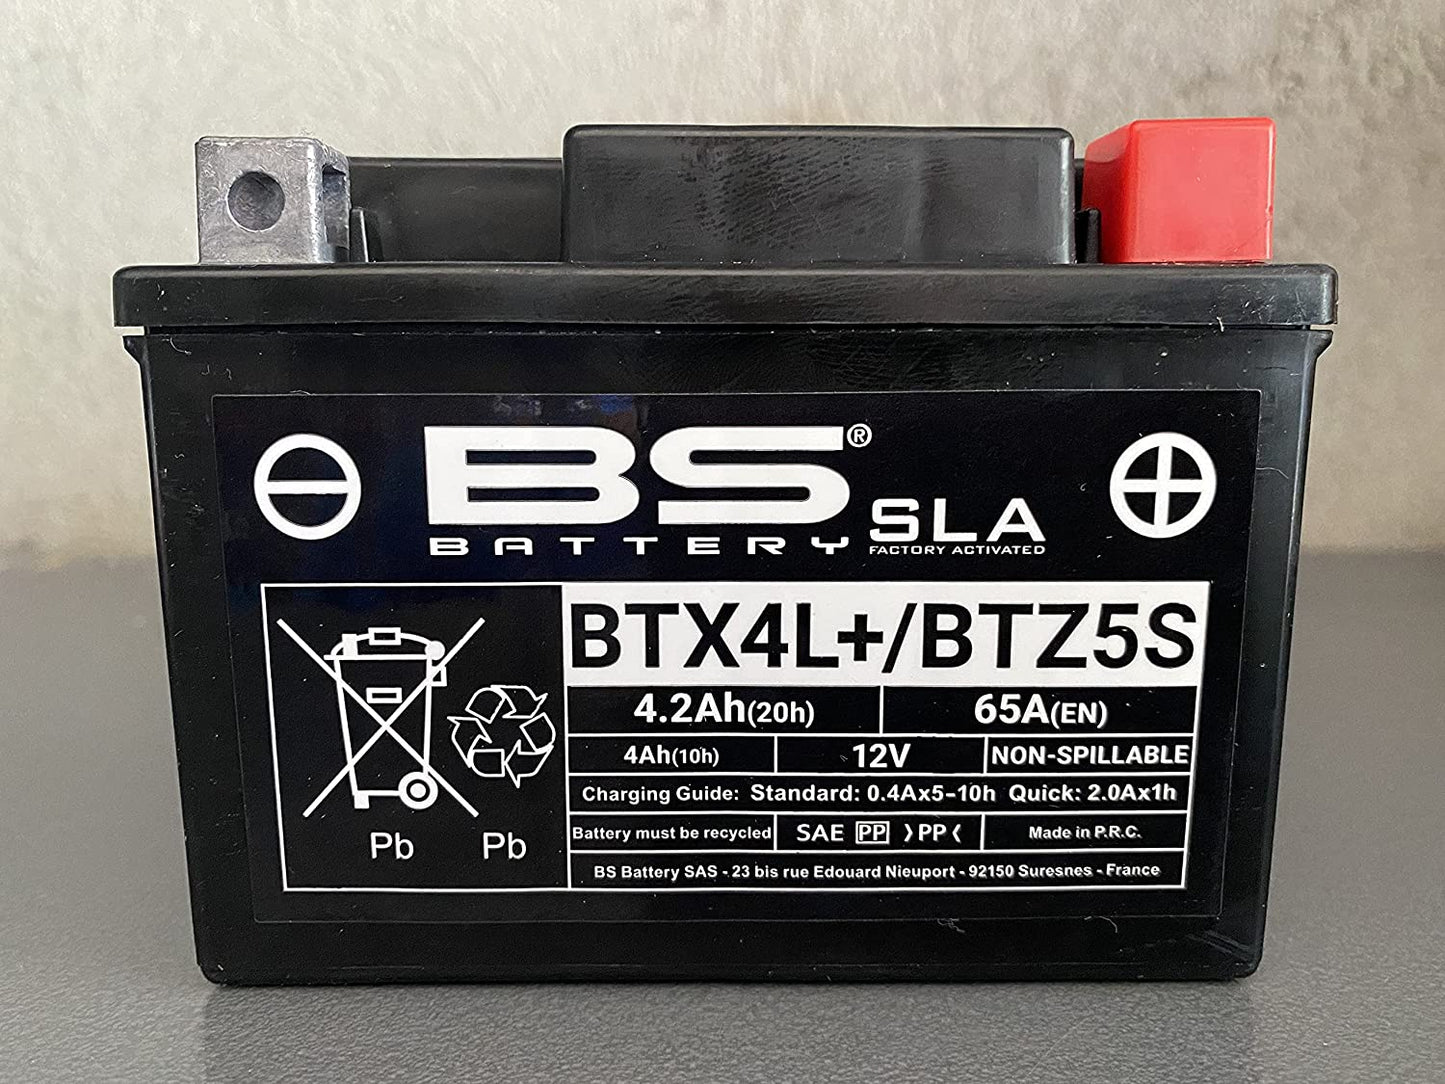 BS®
BATTERY SLA
FACTORY ACTIVATED
BTX4L+/BTZ5S
4.2Ah(20h) 65A(EN)
4Ah(10h) 12V NON-SPILLABLE
Charging Guide: Standard: 0.4Ax5-10h Quick: 2.0Ax1h
Battery must be recycled SAE PP >PP< Made in P.R.C.
BS Battery SAS - 23 bis rue Edouard Nieuport - 92150 Suresnes - France
Pb Pb